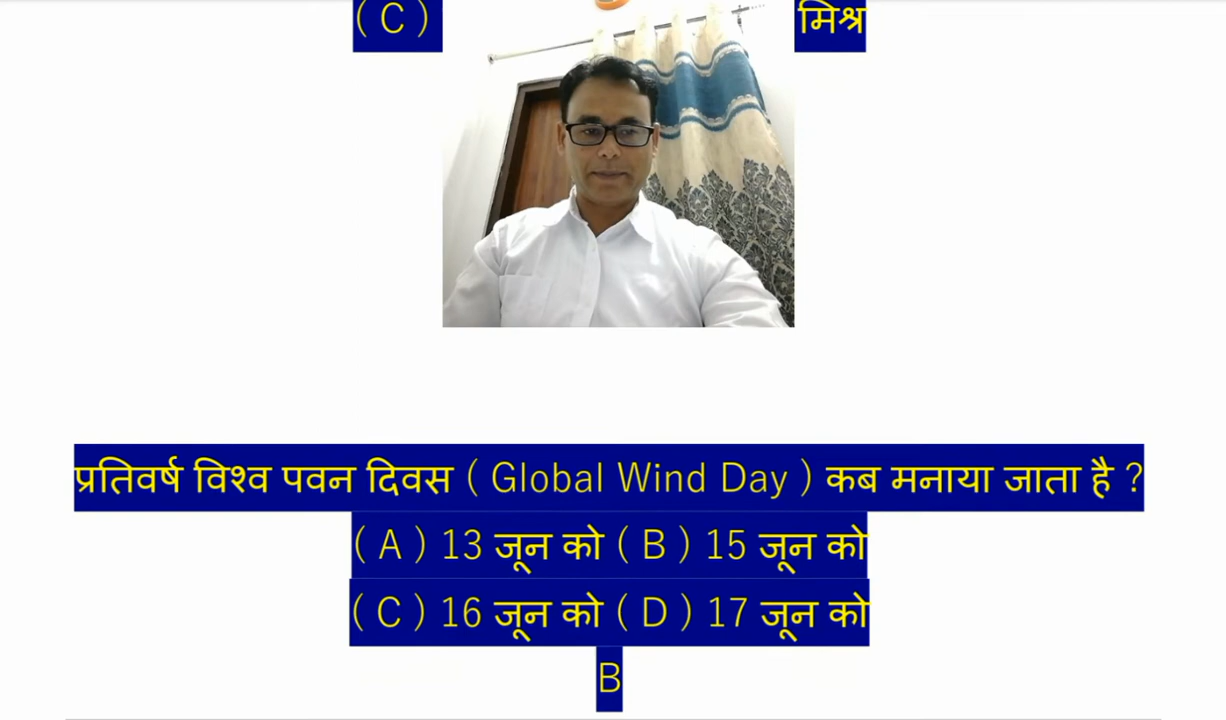 ( C ) मिश्र
प्रतिवर्ष विश्व पवन दिवस ( Global Wind Day ) कब मनाया जाता है ?
( A ) 13 जून को ( B ) 15 जून को
( C ) 16 जून को ( D ) 17 जून को
B